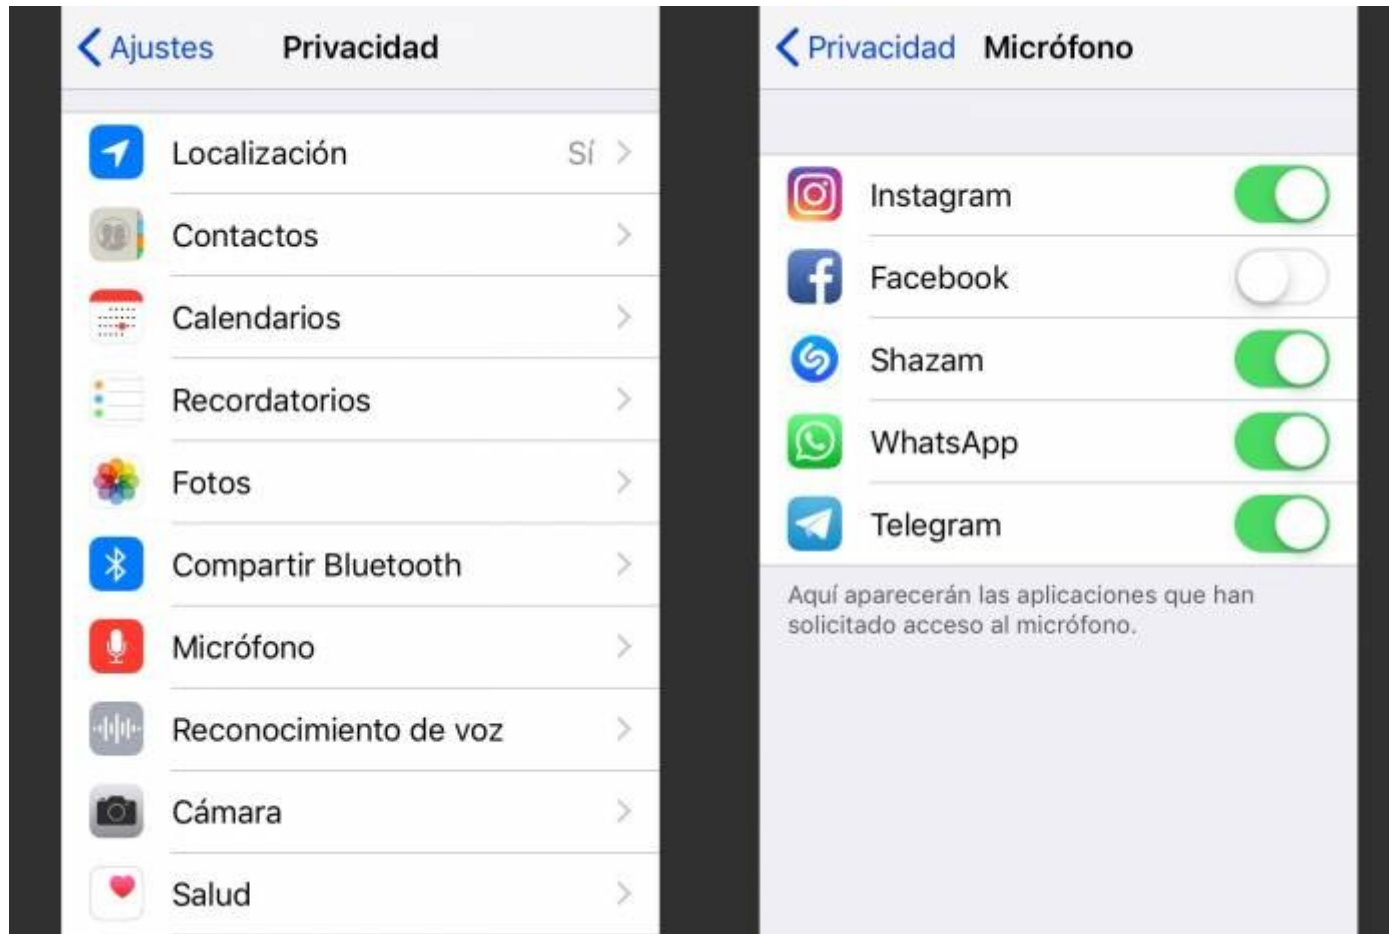 Ajustes Privacidad
Localización Sí
Contactos
Calendarios
Recordatorios
Fotos
Compartir Bluetooth
Micrófono
Reconocimiento de voz
Cámara
Salud
Privacidad Micrófono
Instagram
Facebook
Shazam
WhatsApp
Telegram
Aquí aparecerán las aplicaciones que han
solicitado acceso al micrófono.